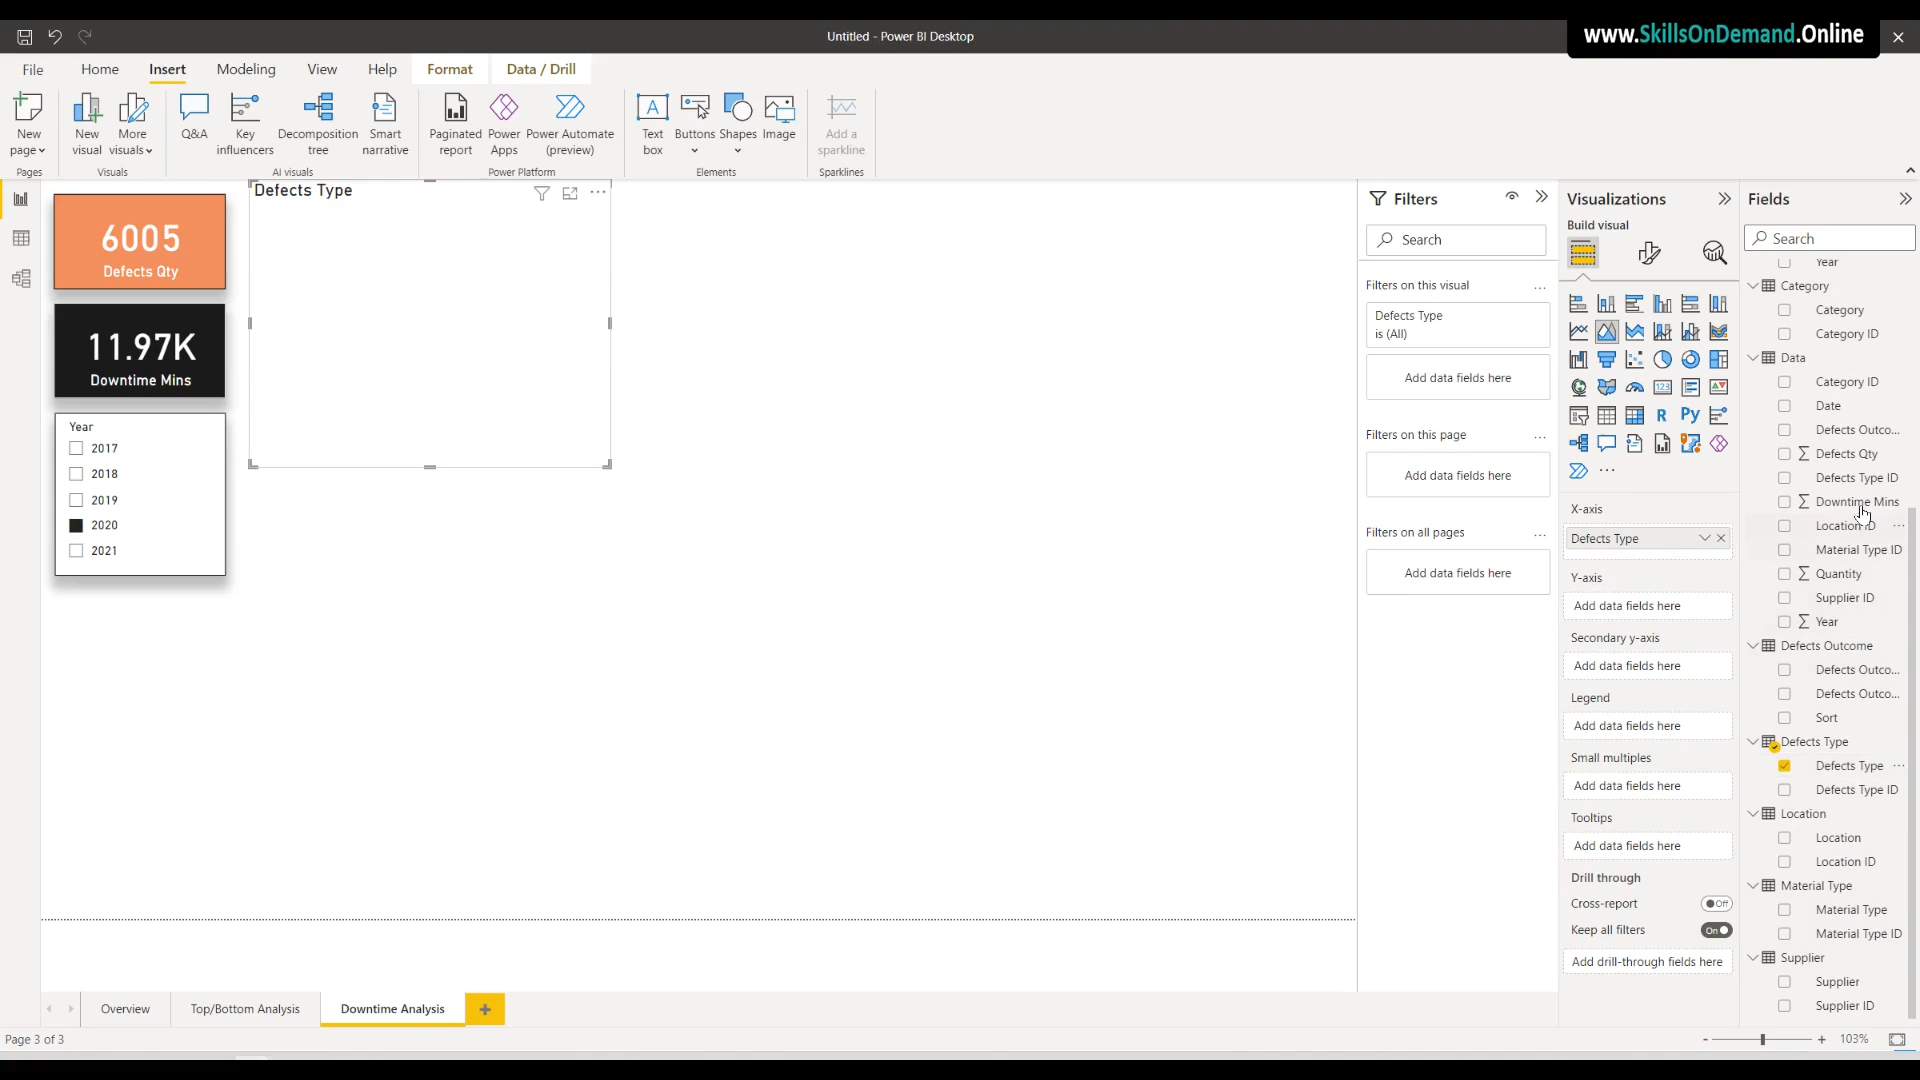 Untitled - Power BI Desktop
www.SkillsOnDemand.Online
File
Home
Insert
Modeling
View
Help
Format
Data / Drill
New page
New visual
More visuals
Q&A
Key influencers
Decomposition tree
Smart narrative
Paginated report
Power Apps
Power Automate (preview)
Text box
Buttons
Shapes
Image
Add a sparkline
Pages
Visuals
AI visuals
Power Platform
Elements
Sparklines
6005
Defects Qty
11.97K
Downtime Mins
Year
2017
2018
2019
2020
2021
Defects Type
Filters
Search
Filters on this visual
Defects Type
is (All)
Add data fields here
Filters on this page
Add data fields here
Filters on all pages
Add data fields here
Visualizations
Build visual
123
R
Py
X-axis
Defects Type
Y-axis
Add data fields here
Secondary y-axis
Add data fields here
Legend
Add data fields here
Small multiples
Add data fields here
Tooltips
Add data fields here
Drill through
Cross-report
Off
Keep all filters
On
Add drill-through fields here
Fields
Search
Year
Category
Category
Category ID
Data
Category ID
Date
Defects Outco...
Defects Qty
Defects Type ID
Downtime Mins
Location ID
Material Type ID
Quantity
Supplier ID
Year
Defects Outcome
Defects Outco...
Defects Outco...
Sort
Defects Type
Defects Type
Defects Type ID
Location
Location
Location ID
Material Type
Material Type
Material Type ID
Supplier
Supplier
Supplier ID
Overview
Top/Bottom Analysis
Downtime Analysis
Page 3 of 3
103%